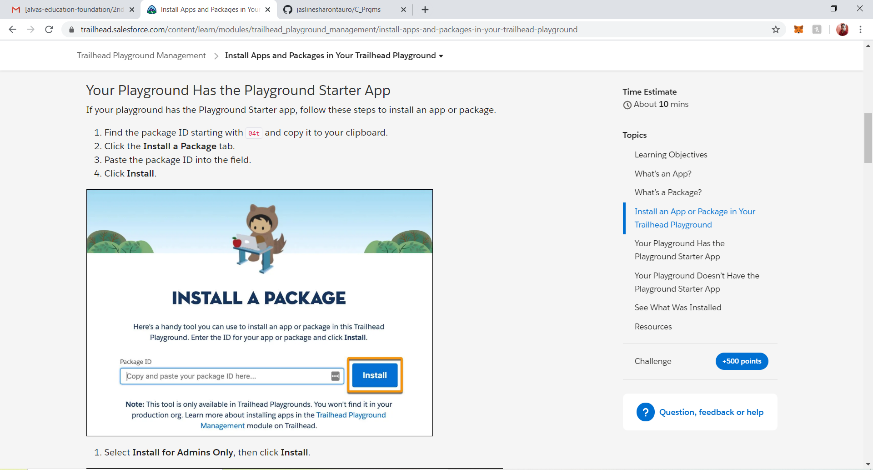 [alvas-education-foundation/2na
Install Apps and Packages in You
jaslinesharontauro/C_Prgms
trailhead.salesforce.com/content/learn/modules/trailhead_playground_management/install-apps-and-packages-in-your-trailhead-playground
Trailhead Playground Management > Install Apps and Packages in Your Trailhead Playground
Your Playground Has the Playground Starter App
If your playground has the Playground Starter app, follow these steps to install an app or package.
1. Find the package ID starting with 04t and copy it to your clipboard.
2. Click the Install a Package tab.
3. Paste the package ID into the field.
4. Click Install.
INSTALL A PACKAGE
Here's a handy tool you can use to install an app or package in this Trailhead
Playground. Enter the ID for your app or package and click Install.
Package ID
Copy and paste your package ID here...
Install
Note: This tool is only available in Trailhead Playgrounds. You won't find it in your
production org. Learn more about installing apps in the Trailhead Playground
Management module on Trailhead.
1. Select Install for Admins Only, then click Install.
Time Estimate
About 10 mins
Topics
Learning Objectives
What's an App?
What's a Package?
Install an App or Package in Your
Trailhead Playground
Your Playground Has the
Playground Starter App
Your Playground Doesn't Have the
Playground Starter App
See What Was Installed
Resources
Challenge
+500 points
? Question, feedback or help